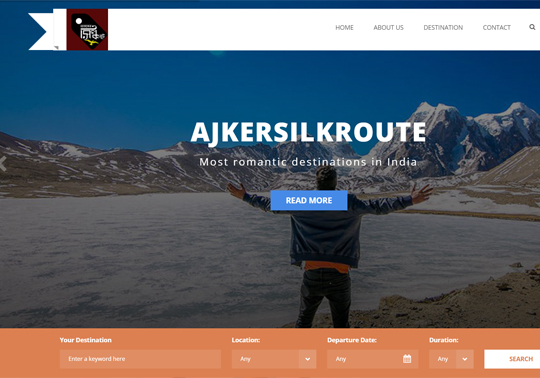 HOME ABOUT US DESTINATION CONTACT
AJKERSILKROUTE
Most romantic destinations in India
READ MORE
Your Destination Location: Departure Date: Duration:
Enter a keyword here Any Any Any SEARCH